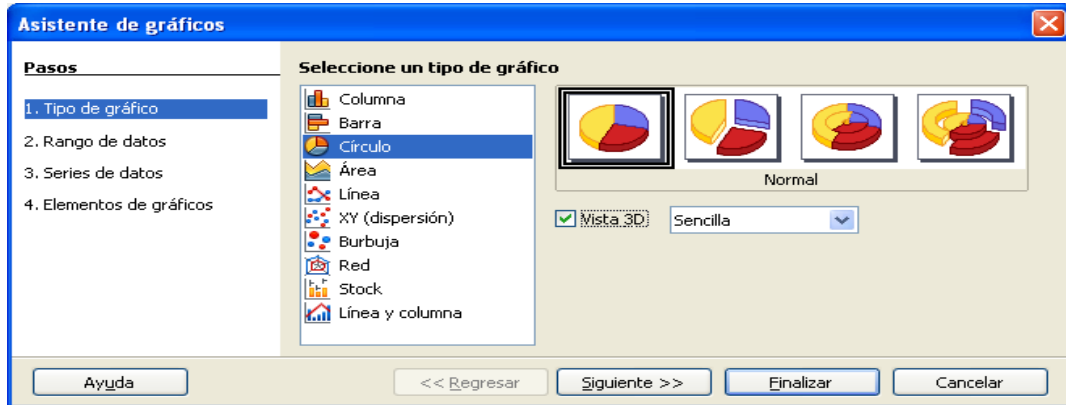 Asistente de gráficos
Pasos
1. Tipo de gráfico
2. Rango de datos
3. Series de datos
4. Elementos de gráficos
Seleccione un tipo de gráfico
Columna
Barra
Círculo
Área
Línea
XY (dispersión)
Burbuja
Red
Stock
Línea y columna
Normal
Vista 3D
Sencilla
Ayuda
<< Regresar
Siguiente >>
Finalizar
Cancelar